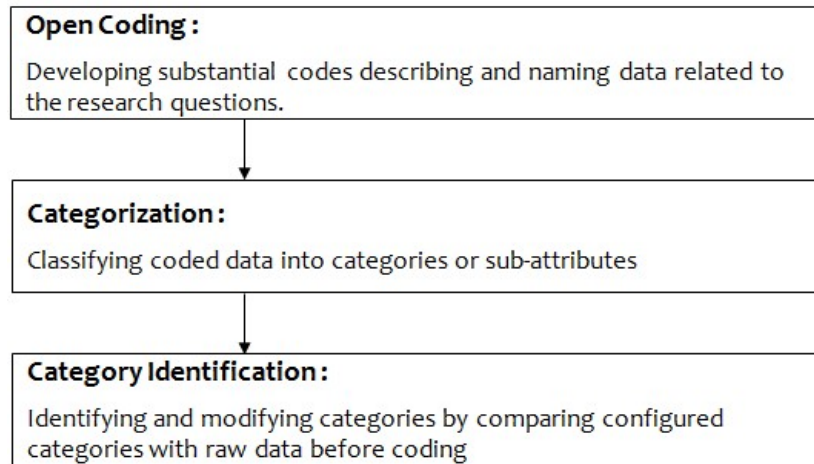 Open Coding :
Developing substantial codes describing and naming data related to
the research questions.
Categorization :
Classifying coded data into categories or sub-attributes
Category Identification :
Identifying and modifying categories by comparing configured
categories with raw data before coding